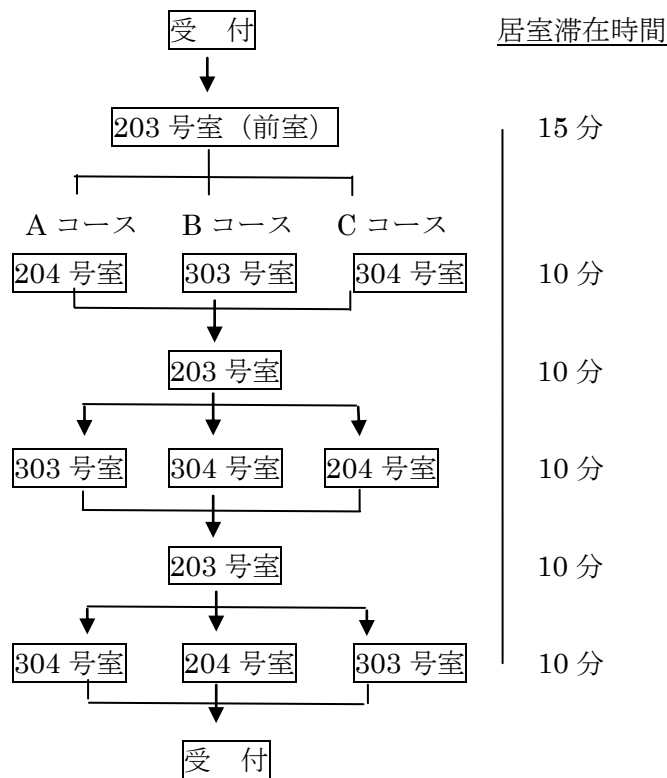 受　付 居室滞在時間
203 号室（前室） 15 分
A コース B コース C コース
204 号室 303 号室 304 号室 10 分
203 号室 10 分
303 号室 304 号室 204 号室 10 分
203 号室 10 分
304 号室 204 号室 303 号室 10 分
受　付